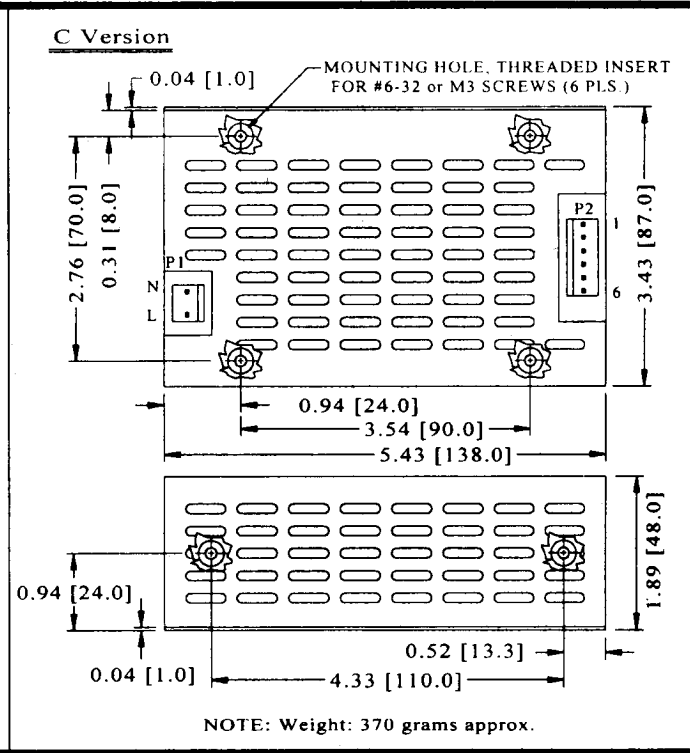 C Version
MOUNTING HOLE, THREADED INSERT
FOR #6-32 or M3 SCREWS (6 PLS.)
0.04 [1.0]
2.76 [70.0]
0.31 [8.0]
P1
N
L
P2
1
6
3.43 [87.0]
0.94 [24.0]
3.54 [90.0]
5.43 [138.0]
0.94 [24.0]
0.04 [1.0]
1.89 [48.0]
0.52 [13.3]
4.33 [110.0]
NOTE: Weight: 370 grams approx.